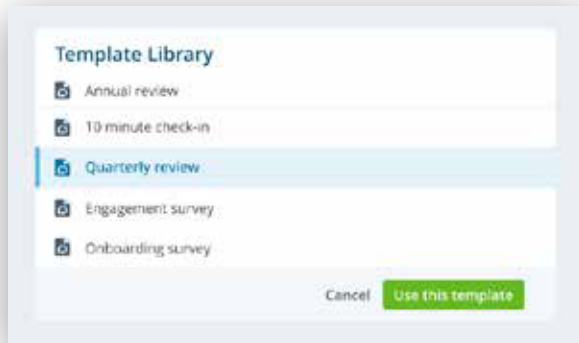 Template Library
Annual review
10 minute check-in
Quarterly review
Engagement survey
Onboarding survey
Cancel Use this template